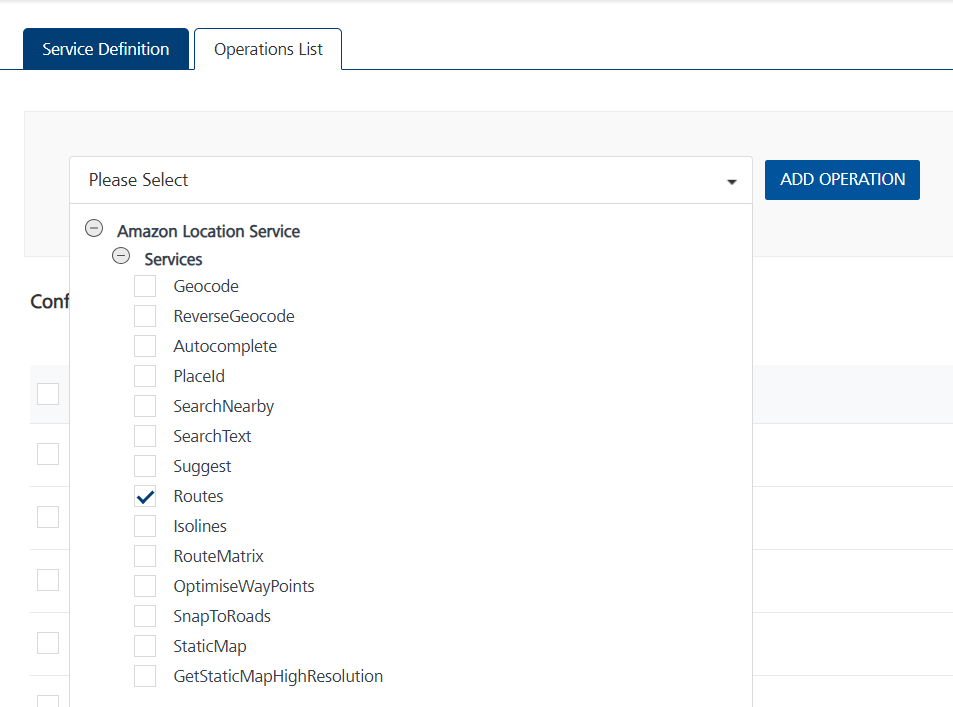 Service Definition
Operations List
Please Select
ADD OPERATION
Amazon Location Service
Services
Geocode
ReverseGeocode
Conf
Autocomplete
PlaceId
SearchNearby
SearchText
Suggest
Routes
Isolines
RouteMatrix
OptimiseWayPoints
SnapToRoads
StaticMap
GetStaticMapHighResolution